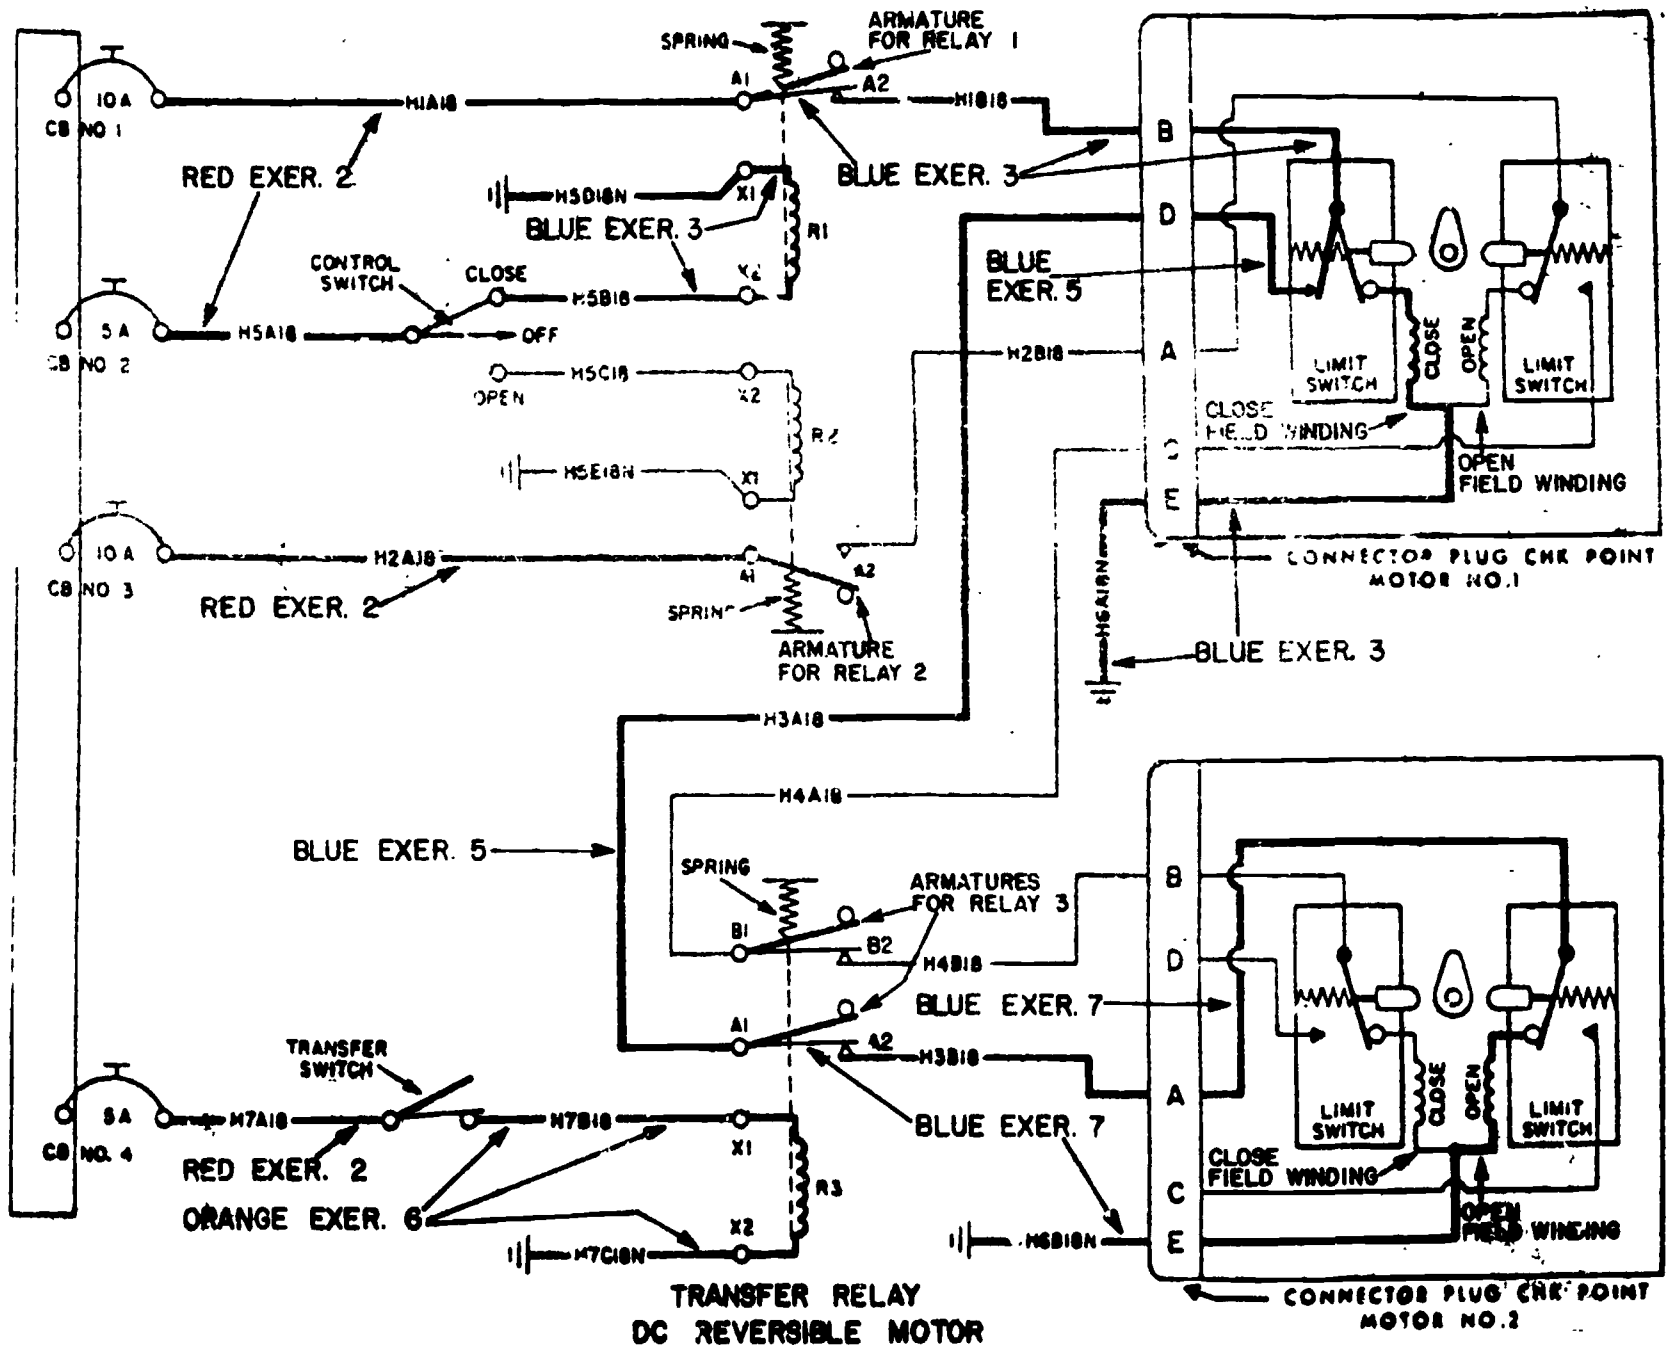 ARMATURE
FOR RELAY 1
SPRING
A1
A2
10A
CB NO. 1
H1A18
H1B18
RED EXER. 2
BLUE EXER. 3
H5D18N
X1
BLUE EXER. 3
R1
CONTROL
SWITCH
CLOSE
X2
H5B18
5A
CB NO. 2
H5A18
OFF
OPEN
H5C18
X2
R2
H5E18N
X1
10A
CB NO. 3
H2A18
A1
A2
RED EXER. 2
SPRING
ARMATURE
FOR RELAY 2
B
D
A
C
E
BLUE
EXER. 5
H2B18
LIMIT
SWITCH
CLOSE
OPEN
LIMIT
SWITCH
CLOSE
FIELD WINDING
OPEN
FIELD WINDING
H6A18N
CONNECTOR PLUG CHK POINT
MOTOR NO.1
BLUE EXER. 3
H3A18
H4A18
BLUE EXER. 5
SPRING
ARMATURES
FOR RELAY 3
B1
B2
H4B18
BLUE EXER. 7
A1
A2
H3B18
TRANSFER
SWITCH
5A
CB NO. 4
H7A18
H7B18
X1
BLUE EXER. 7
RED EXER. 2
R3
ORANGE EXER. 6
X2
H7C18N
H6B18N
B
D
A
C
E
LIMIT
SWITCH
CLOSE
OPEN
LIMIT
SWITCH
CLOSE
FIELD WINDING
OPEN
FIELD WINDING
CONNECTOR PLUG CHK POINT
MOTOR NO.2
TRANSFER RELAY
DC REVERSIBLE MOTOR